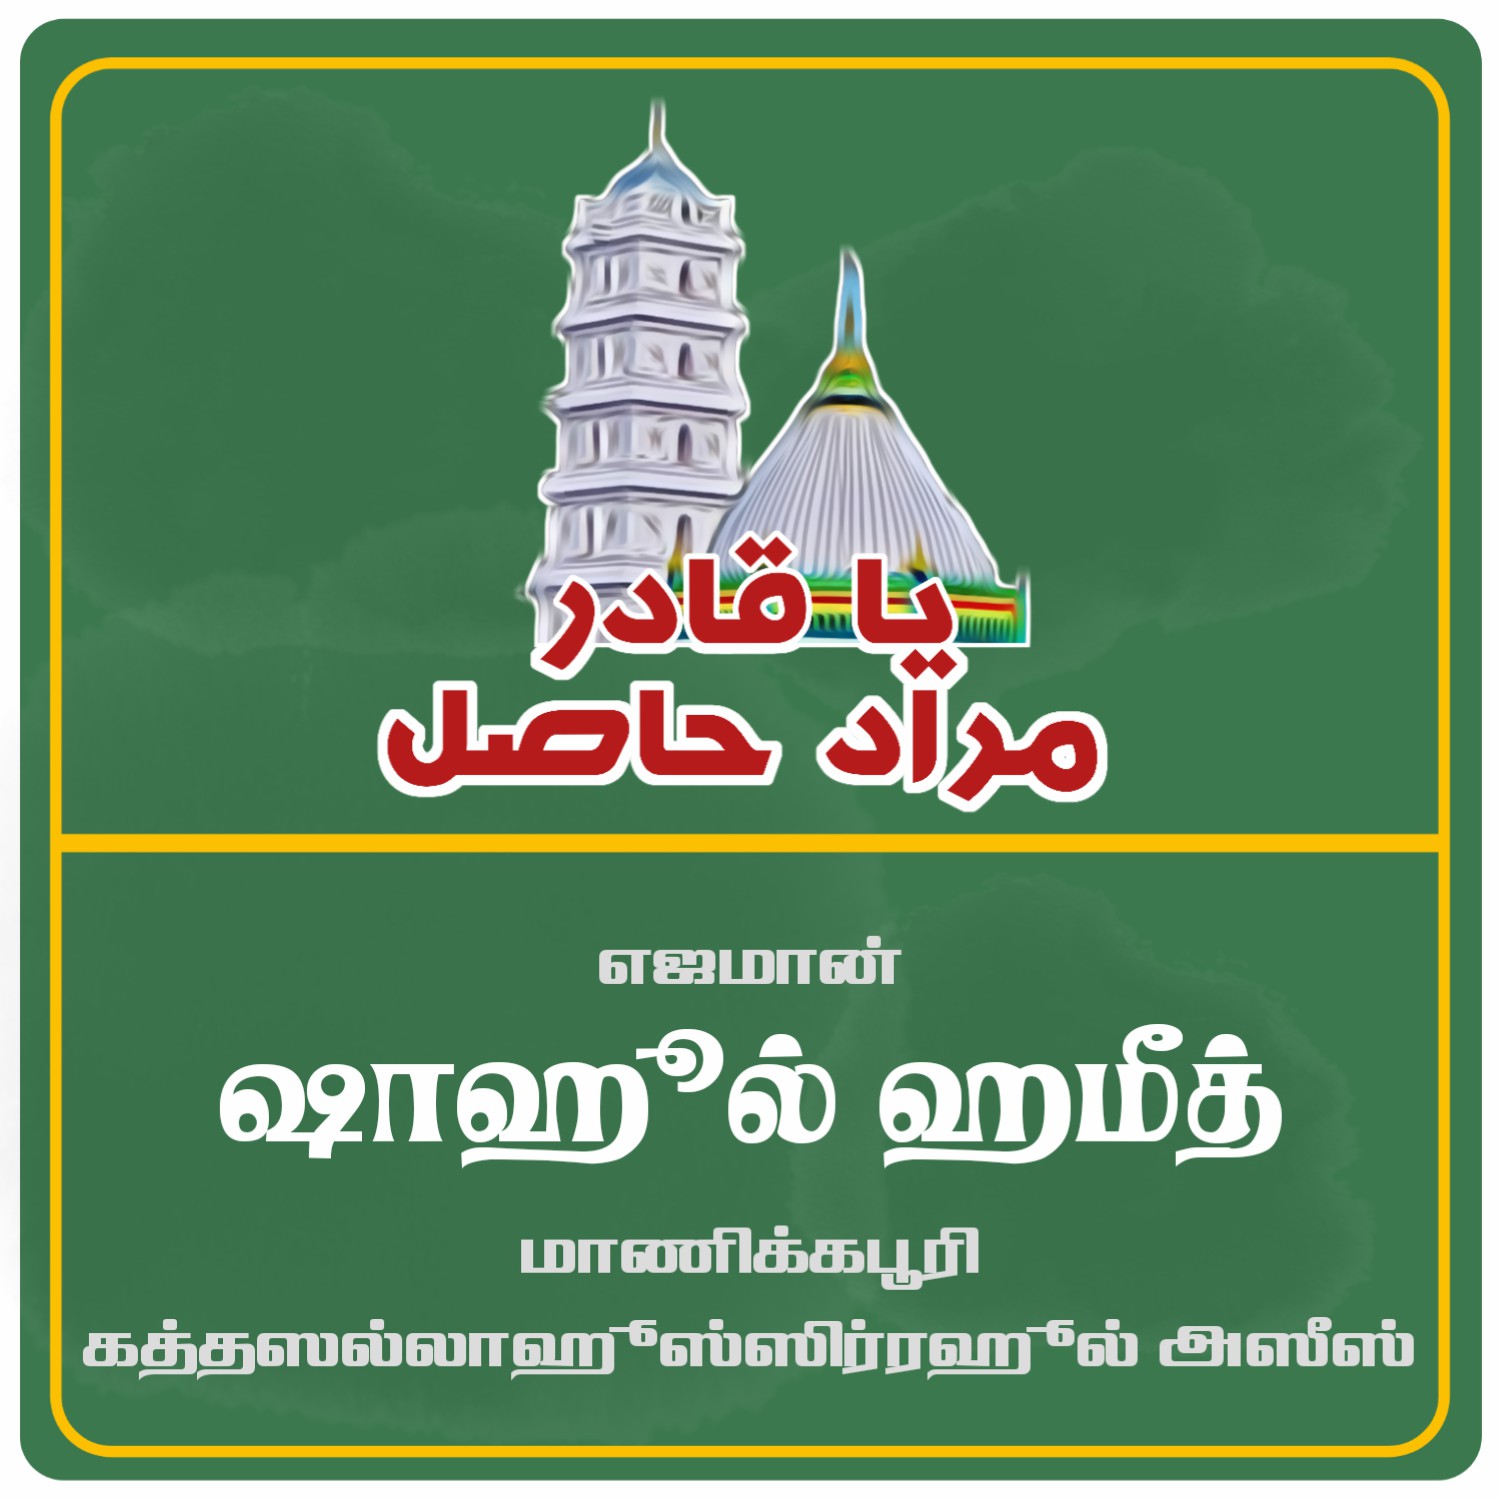 يا قادر
مراد حاصل
எஜமான்
ஷாஹுல் ஹமீத்
மாணிக்கபூரி
கத்தஸல்லாஹுஸ்ஸிர்ரஹுல் அஸீஸ்